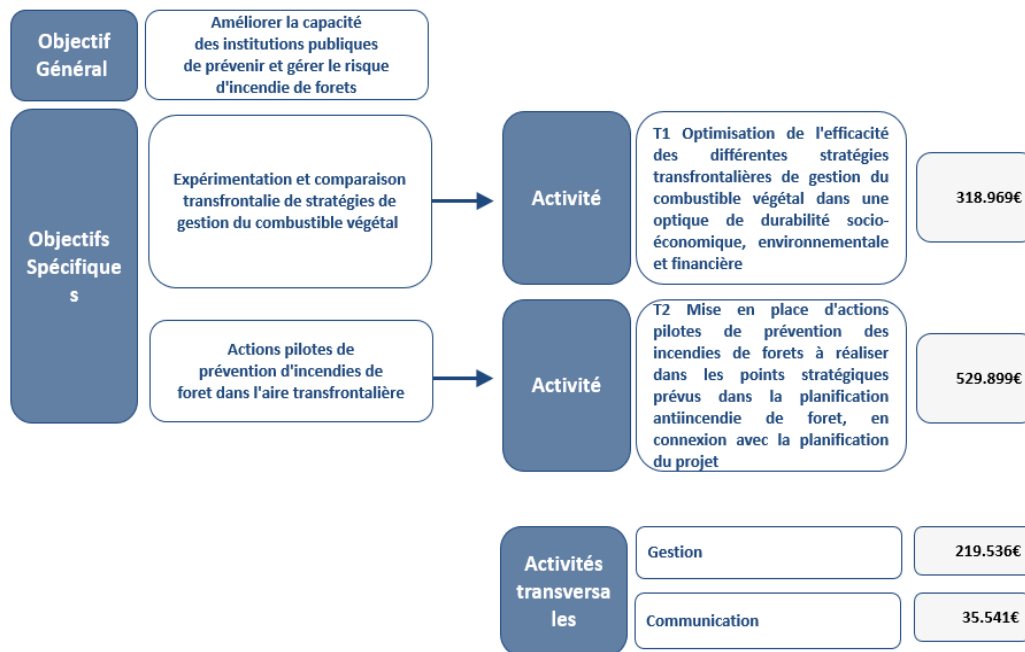 Objectif
Général
Améliorer la capacité
des institutions publiques
de prévenir et gérer le risque
d'incendie de forets
Objectifs
Spécifique
s
Expérimentation et comparaison
transfrontalie de stratégies de
gestion du combustible végétal
Activité
T1 Optimisation de l'efficacité
des différentes stratégies
transfrontalières de gestion du
combustible végétal dans une
optique de durabilité socio-
économique, environnementale
et financière
318.969€
Actions pilotes de
prévention d'incendies de
foret dans l'aire transfrontalière
Activité
T2 Mise en place d'actions
pilotes de prévention des
incendies de forets à réaliser
dans les points stratégiques
prévus dans la planification
antiincendie de foret, en
connexion avec la planification
du projet
529.899€
Activités
transversa
les
Gestion
219.536€
Communication
35.541€